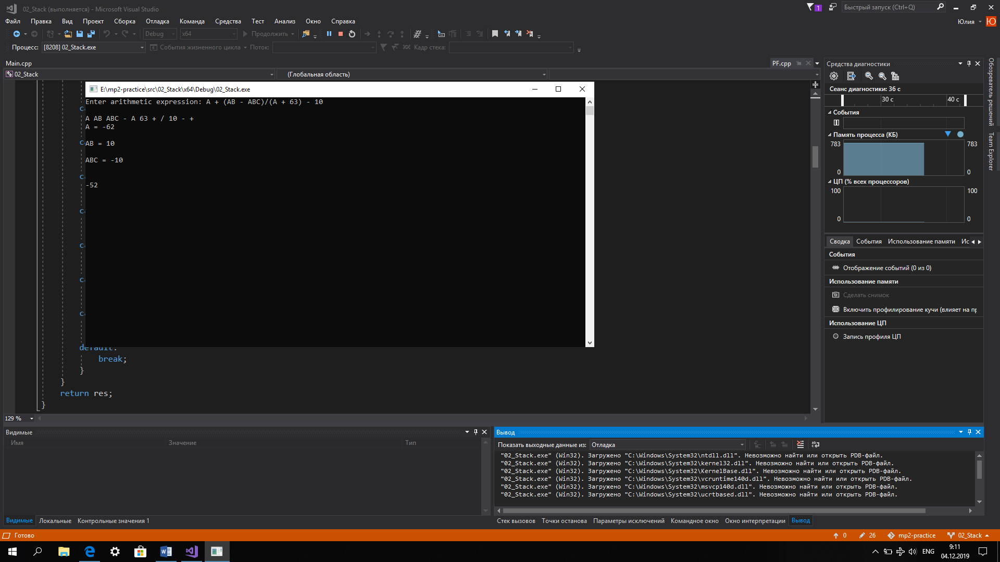 02_Stack (выполняется) - Microsoft Visual Studio
1
Быстрый запуск (Ctrl+Q)
Файл Правка Вид Проект Сборка Отладка Команда Средства Тест Анализ Окно Справка
Юлия Ю
Debug x64 Продолжить
Процесс: [8208] 02_Stack.exe События жизненного цикла Поток: Кадр стека:
Main.cpp PF.cpp
02_Stack (Глобальная область)
E:\mp2-practice\src\02_Stack\x64\Debug\02_Stack.exe
Enter arithmetic expression: A + (AB - ABC)/(A + 63) - 10
A AB ABC - A 63 + / 10 - +
A = -62
AB = 10
ABC = -10
-52
default:
break;
}
}
return res;
}
129 %
Средства диагностики
Сеанс диагностики: 36 с
30 с 40 с
События
Память процесса (КБ)
783 783
0 0
ЦП (% всех процессоров)
100 100
0 0
Сводка События Использование памяти Ис
События
Отображение событий (0 из 0)
Использование памяти
Сделать снимок
Включить профилирование кучи (влияет на пр
Использование ЦП
Запись профиля ЦП
Обозреватель решений
Team Explorer
Видимые
Имя Значение Тип
Видимые Локальные Контрольные значения 1
Вывод
Показать выходные данные из: Отладка
"02_Stack.exe" (Win32). Загружено "C:\Windows\System32\ntdll.dll". Невозможно найти или открыть PDB-файл.
"02_Stack.exe" (Win32). Загружено "C:\Windows\System32\kernel32.dll". Невозможно найти или открыть PDB-файл.
"02_Stack.exe" (Win32). Загружено "C:\Windows\System32\KernelBase.dll". Невозможно найти или открыть PDB-файл.
"02_Stack.exe" (Win32). Загружено "C:\Windows\System32\vcruntime140d.dll". Невозможно найти или открыть PDB-файл.
"02_Stack.exe" (Win32). Загружено "C:\Windows\System32\msvcp140d.dll". Невозможно найти или открыть PDB-файл.
"02_Stack.exe" (Win32). Загружено "C:\Windows\System32\ucrtbased.dll". Невозможно найти или открыть PDB-файл.
Стек вызовов Точки останова Параметры исключений Командное окно Окно интерпретации Вывод
Готово
0 26 mp2-practice 02_Stack
ENG
9:11
04.12.2019